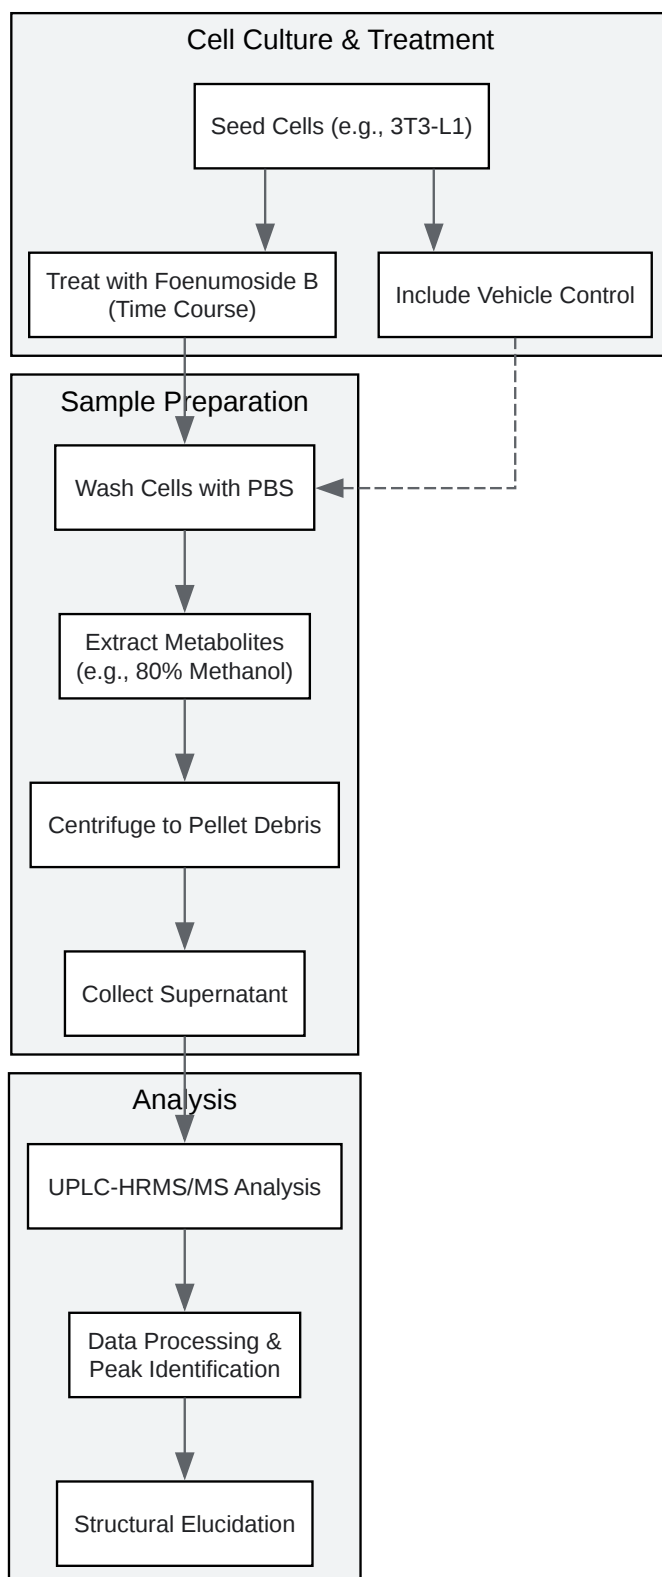 Cell Culture & Treatment
Seed Cells (e.g., 3T3-L1)
Treat with Foenumoside B
(Time Course)
Include Vehicle Control
Sample Preparation
Wash Cells with PBS
Extract Metabolites
(e.g., 80% Methanol)
Centrifuge to Pellet Debris
Collect Supernatant
Analysis
UPLC-HRMS/MS Analysis
Data Processing &
Peak Identification
Structural Elucidation